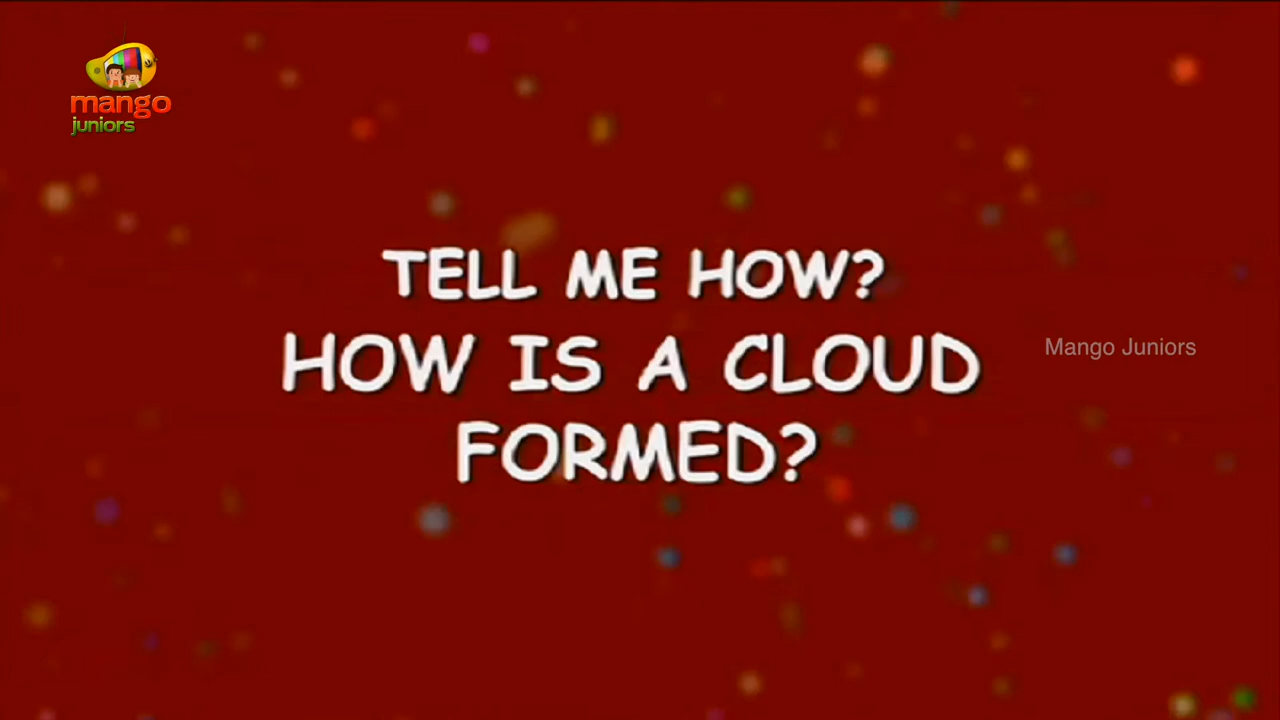 mango
juniors
TELL ME HOW?
HOW IS A CLOUD
Mango Juniors
FORMED?